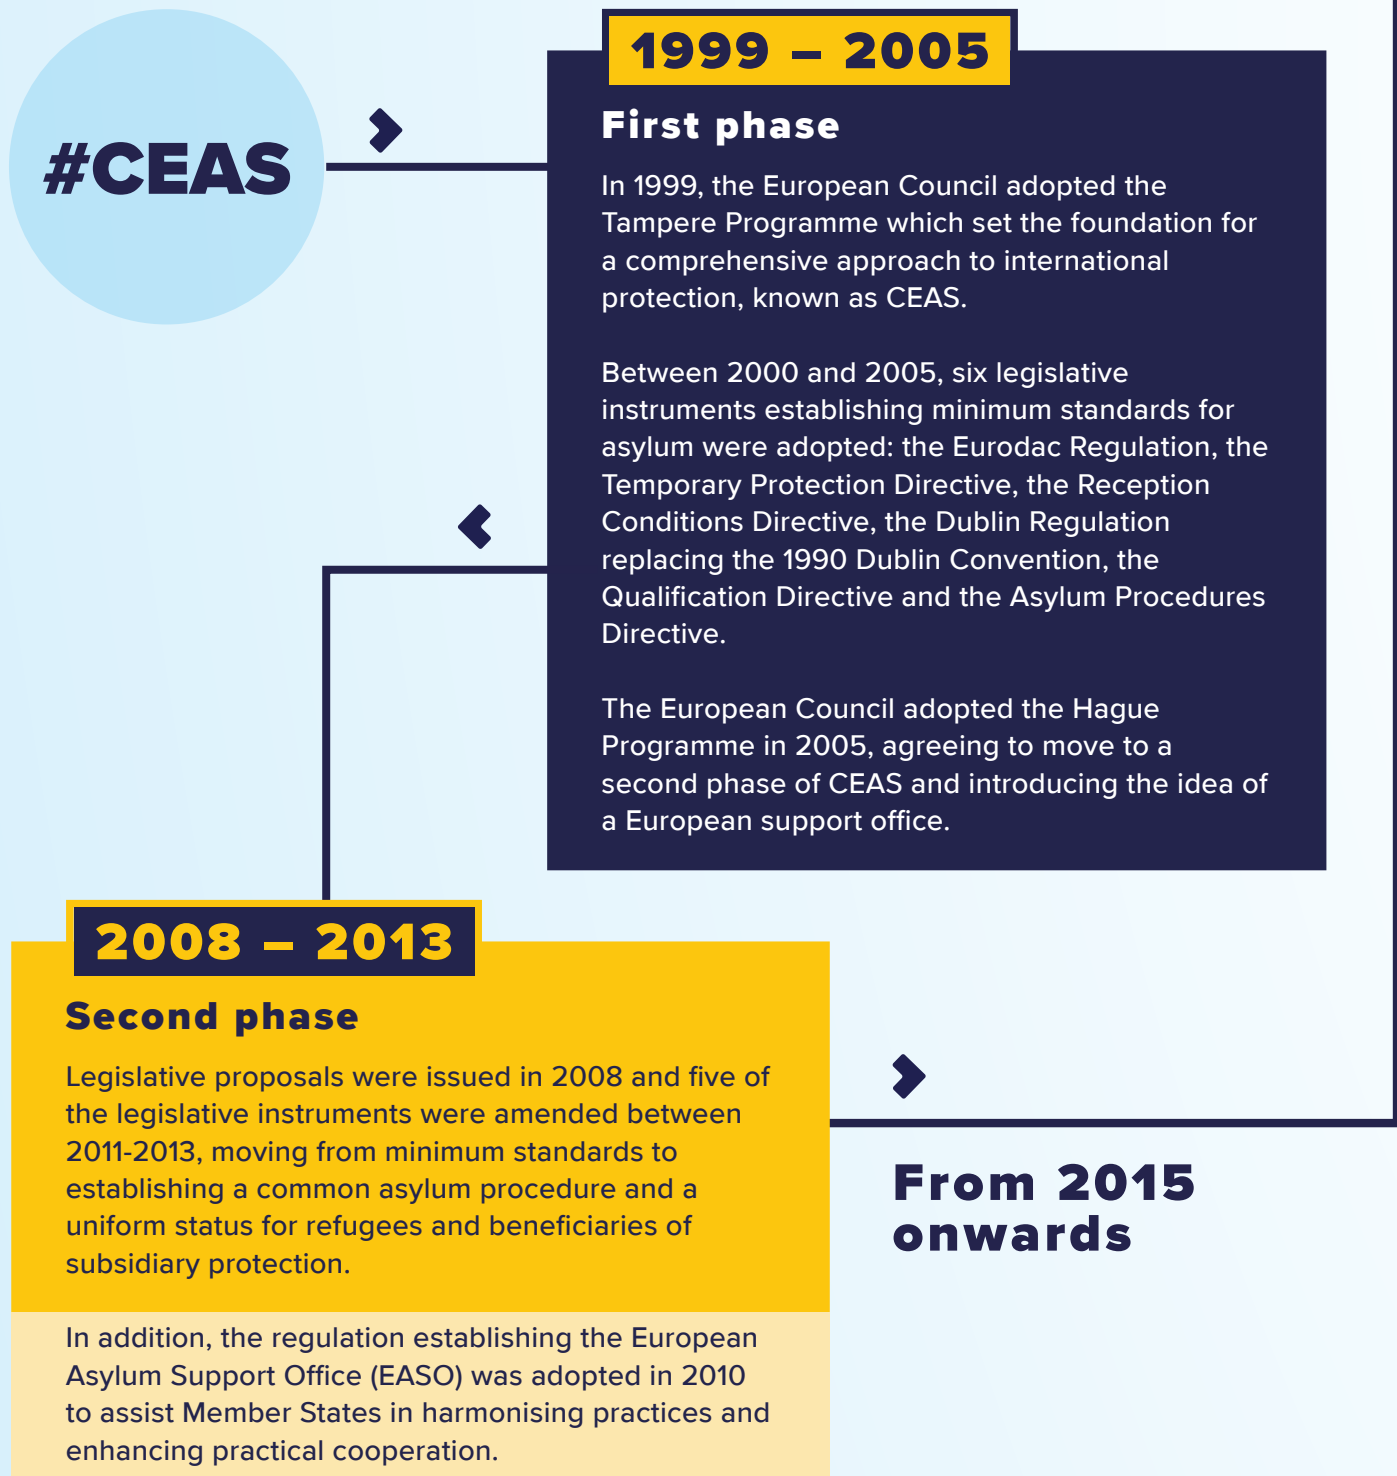 #CEAS
1999 – 2005
First phase
In 1999, the European Council adopted the
Tampere Programme which set the foundation for
a comprehensive approach to international
protection, known as CEAS.
Between 2000 and 2005, six legislative
instruments establishing minimum standards for
asylum were adopted: the Eurodac Regulation, the
Temporary Protection Directive, the Reception
Conditions Directive, the Dublin Regulation
replacing the 1990 Dublin Convention, the
Qualification Directive and the Asylum Procedures
Directive.
The European Council adopted the Hague
Programme in 2005, agreeing to move to a
second phase of CEAS and introducing the idea of
a European support office.
2008 – 2013
Second phase
Legislative proposals were issued in 2008 and five of
the legislative instruments were amended between
2011-2013, moving from minimum standards to
establishing a common asylum procedure and a
uniform status for refugees and beneficiaries of
subsidiary protection.
In addition, the regulation establishing the European
Asylum Support Office (EASO) was adopted in 2010
to assist Member States in harmonising practices and
enhancing practical cooperation.
From 2015
onwards